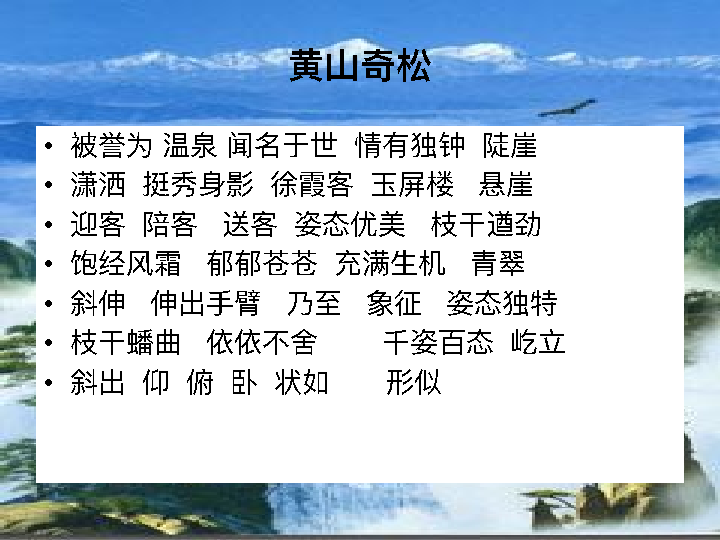 黄山奇松
• 被誉为 温泉 闻名于世 情有独钟 陡崖
• 潇洒 挺秀身影 徐霞客 玉屏楼 悬崖
• 迎客 陪客 送客 姿态优美 枝干遒劲
• 饱经风霜 郁郁苍苍 充满生机 青翠
• 斜伸 伸出手臂 乃至 象征 姿态独特
• 枝干蟠曲 依依不舍 千姿百态 屹立
• 斜出 仰 俯 卧 状如 形似